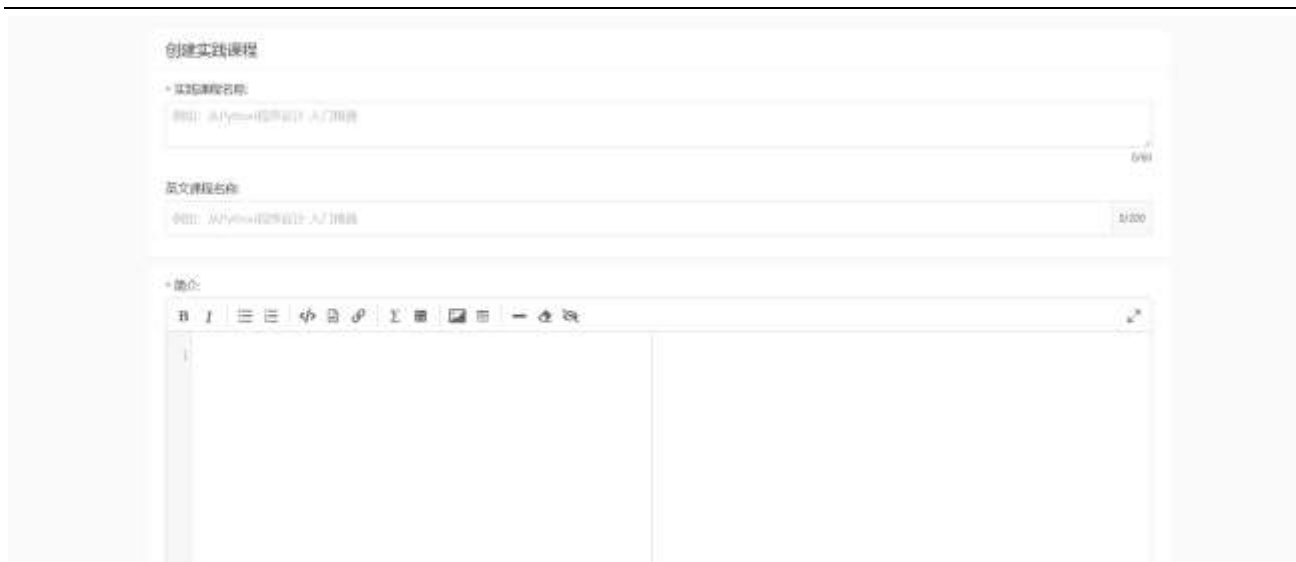 创建实践课程
* 实践课程名称:
例如: 从Python程序设计 入门精通
0/60
英文课程名称:
例如: 从Python程序设计 入门精通
0/200
* 简介:
B I
1